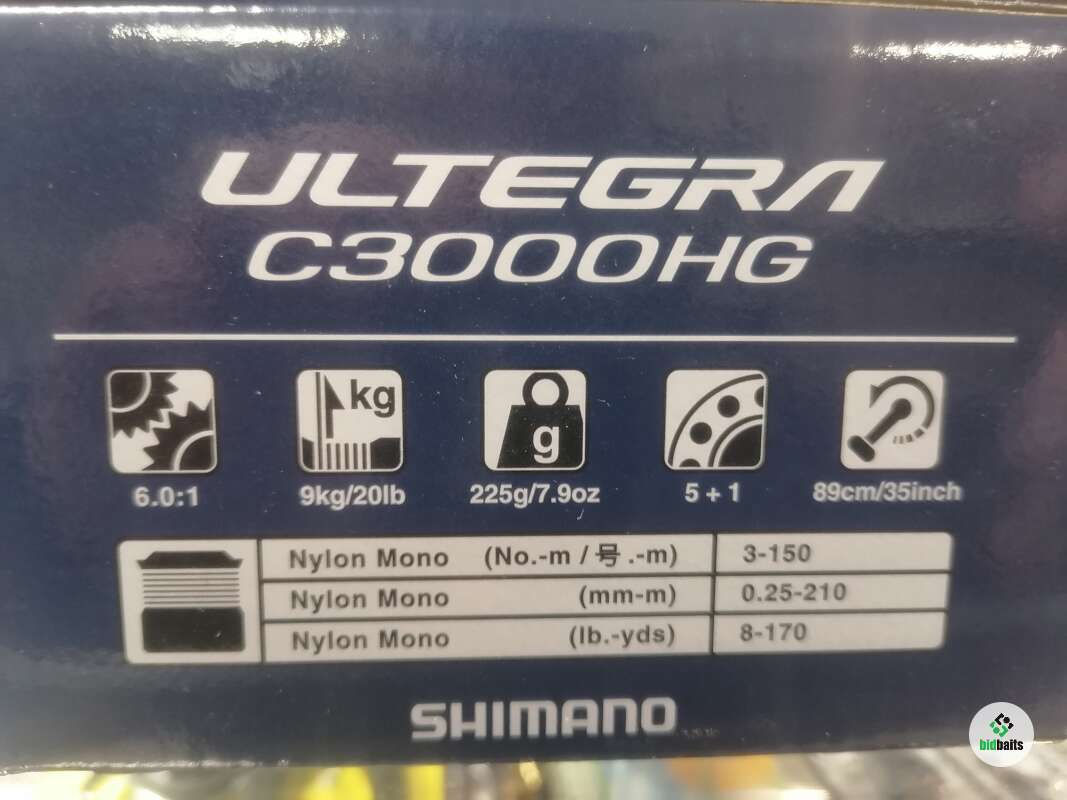 ULTEGRA
C3000HG
kg
g
6.0:1
9kg/20lb
225g/7.9oz
5 + 1
89cm/35inch
Nylon Mono (No.-m / 号 .-m) 3-150
Nylon Mono (mm-m) 0.25-210
Nylon Mono (lb.-yds) 8-170
SHIMANO
bidbaits